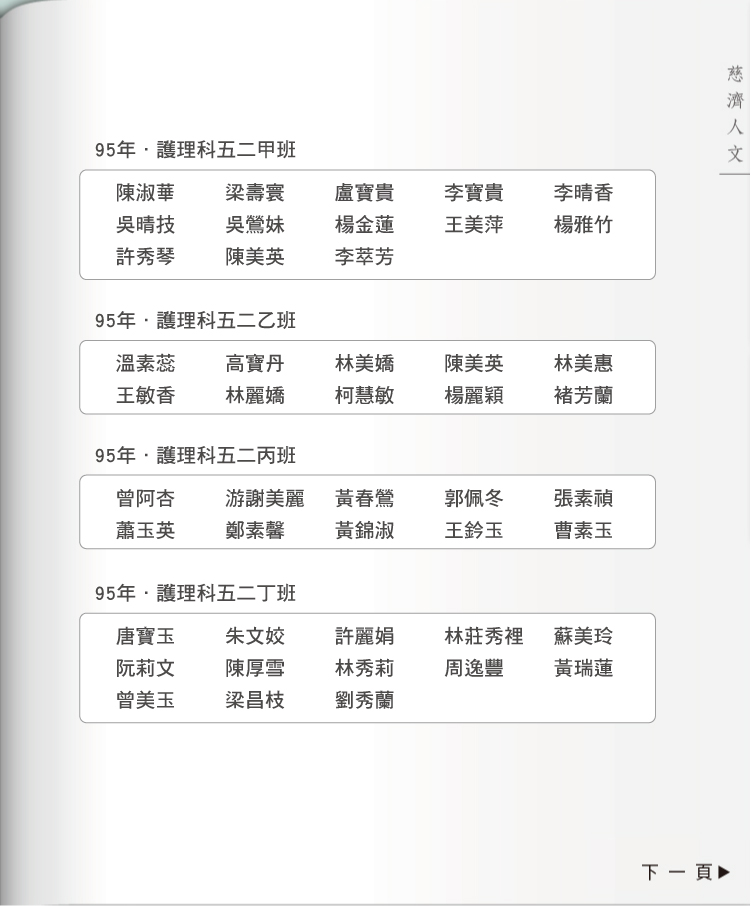 慈濟人文
95年．護理科五二甲班
陳淑華 梁壽寰 盧寶貴 李寶貴 李晴香
吳晴技 吳鶯妹 楊金蓮 王美萍 楊雅竹
許秀琴 陳美英 李萃芳
95年．護理科五二乙班
溫素蕊 高寶丹 林美嬌 陳美英 林美惠
王敏香 林麗嬌 柯慧敏 楊麗穎 褚芳蘭
95年．護理科五二丙班
曾阿杏 游謝美麗 黃春鶯 郭佩冬 張素禎
蕭玉英 鄭素馨 黃錦淑 王鈐玉 曹素玉
95年．護理科五二丁班
唐寶玉 朱文姣 許麗娟 林莊秀裡 蘇美玲
阮莉文 陳厚雪 林秀莉 周逸豐 黃瑞蓮
曾美玉 梁昌枝 劉秀蘭
下一頁▶